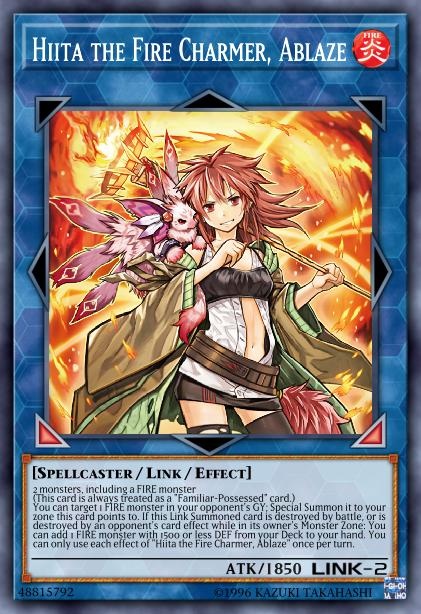 HIITA THE FIRE CHARMER, ABLAZE
FIRE
炎
[SPELLCASTER / LINK / EFFECT]
2 monsters, including a FIRE monster
(This card is always treated as a "Familiar-Possessed" card.)
You can target 1 FIRE monster in your opponent's GY; Special Summon it to your
zone this card points to. If this Link Summoned card is destroyed by battle, or is
destroyed by an opponent's card effect while in its owner's Monster Zone: You
can add 1 FIRE monster with 1500 or less DEF from your Deck to your hand. You
can only use each effect of "Hiita the Fire Charmer, Ablaze" once per turn.
ATK/1850 LINK-2
48815792
©1996 KAZUKI TAKAHASHI